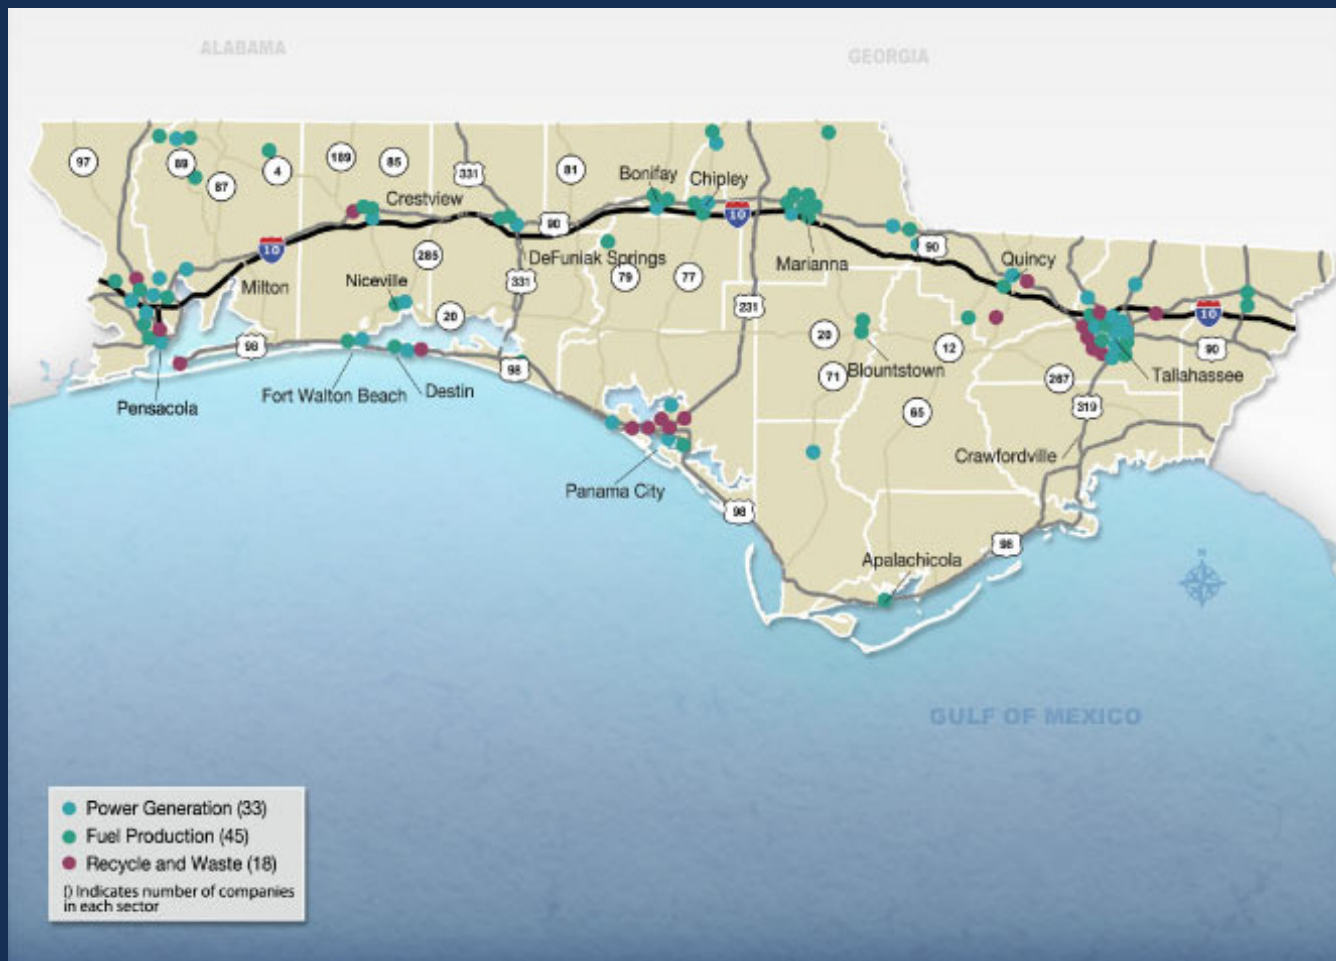 ALABAMA
GEORGIA
97
89
87
4
189
85
331
81
Bonifay
Chipley
Crestview
90
10
10
DeFuniak Springs
Marianna
90
Quincy
Milton
Niceville
285
331
79
77
231
20
98
20
12
10
90
Blountstown
Tallahassee
71
98
Fort Walton Beach
Destin
267
65
319
Pensacola
Crawfordville
Panama City
98
98
Apalachicola
N
GULF OF MEXICO
Power Generation (33)
Fuel Production (45)
Recycle and Waste (18)
() Indicates number of companies
in each sector